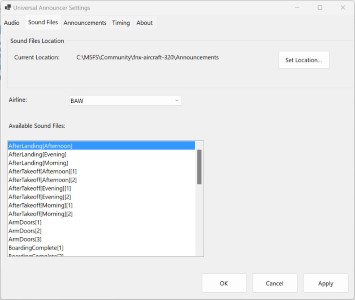 Universal Announcer Settings
Audio Sound Files Announcements Timing About
Sound Files Location
Current Location: C:\MSFS\Community\fnx-aircraft-320\Announcements Set Location...
Airline: BAW
Available Sound Files:
AfterLanding[Afternoon]
AfterLanding[Evening]
AfterLanding[Morning]
AfterTakeoff[Afternoon][1]
AfterTakeoff[Afternoon][2]
AfterTakeoff[Evening][1]
AfterTakeoff[Evening][2]
AfterTakeoff[Morning][1]
AfterTakeoff[Morning][2]
ArmDoors[1]
ArmDoors[2]
ArmDoors[3]
BoardingComplete[1]
BoardingComplete[2]
OK Cancel Apply